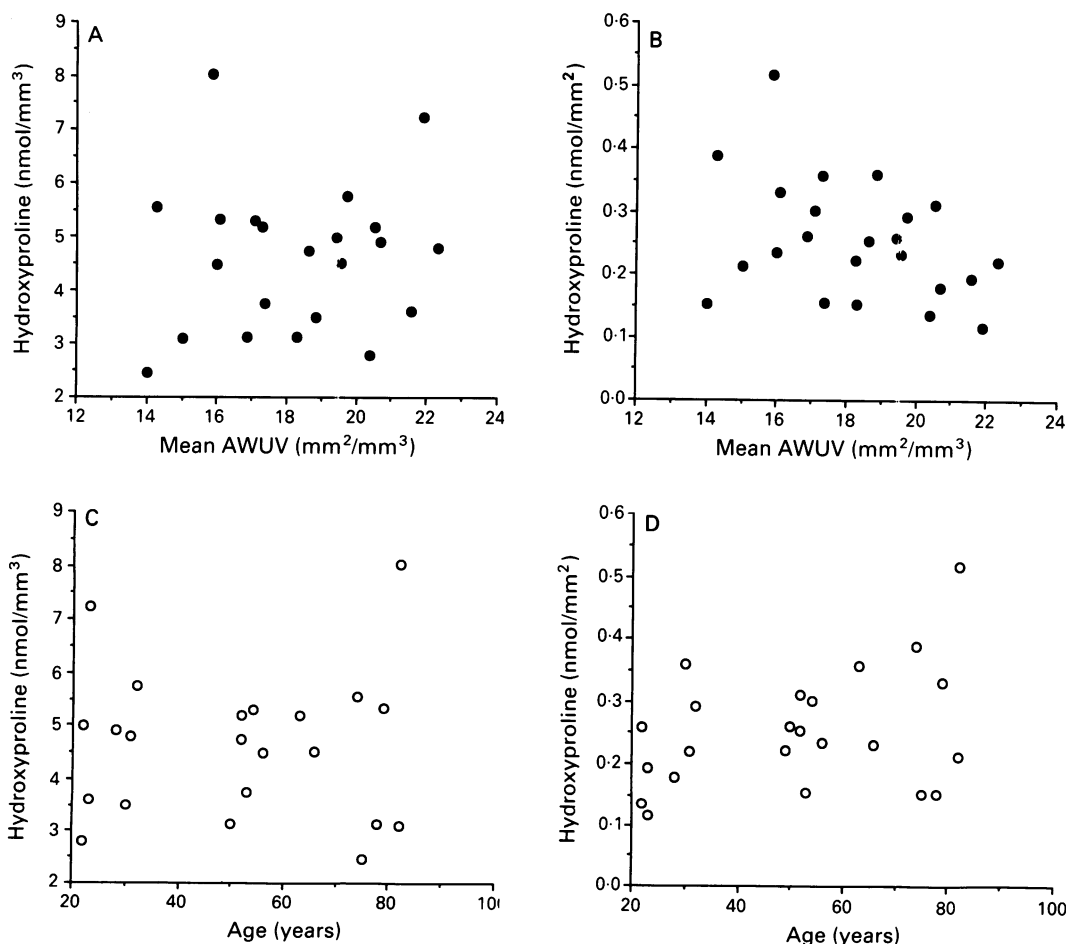 A
Hydroxyproline (nmol/mm³)
9
8
7
6
5
4
3
2
12 14 16 18 20 22 24
Mean AWUV (mm²/mm³)
B
Hydroxyproline (nmol/mm²)
0·6
0·5
0·4
0·3
0·2
0·1
0·0
12 14 16 18 20 22 24
Mean AWUV (mm²/mm³)
C
Hydroxyproline (nmol/mm³)
9
8
7
6
5
4
3
2
20 40 60 80 10
Age (years)
D
Hydroxyproline (nmol/mm²)
0·6
0·5
0·4
0·3
0·2
0·1
0·0
20 40 60 80 100
Age (years)